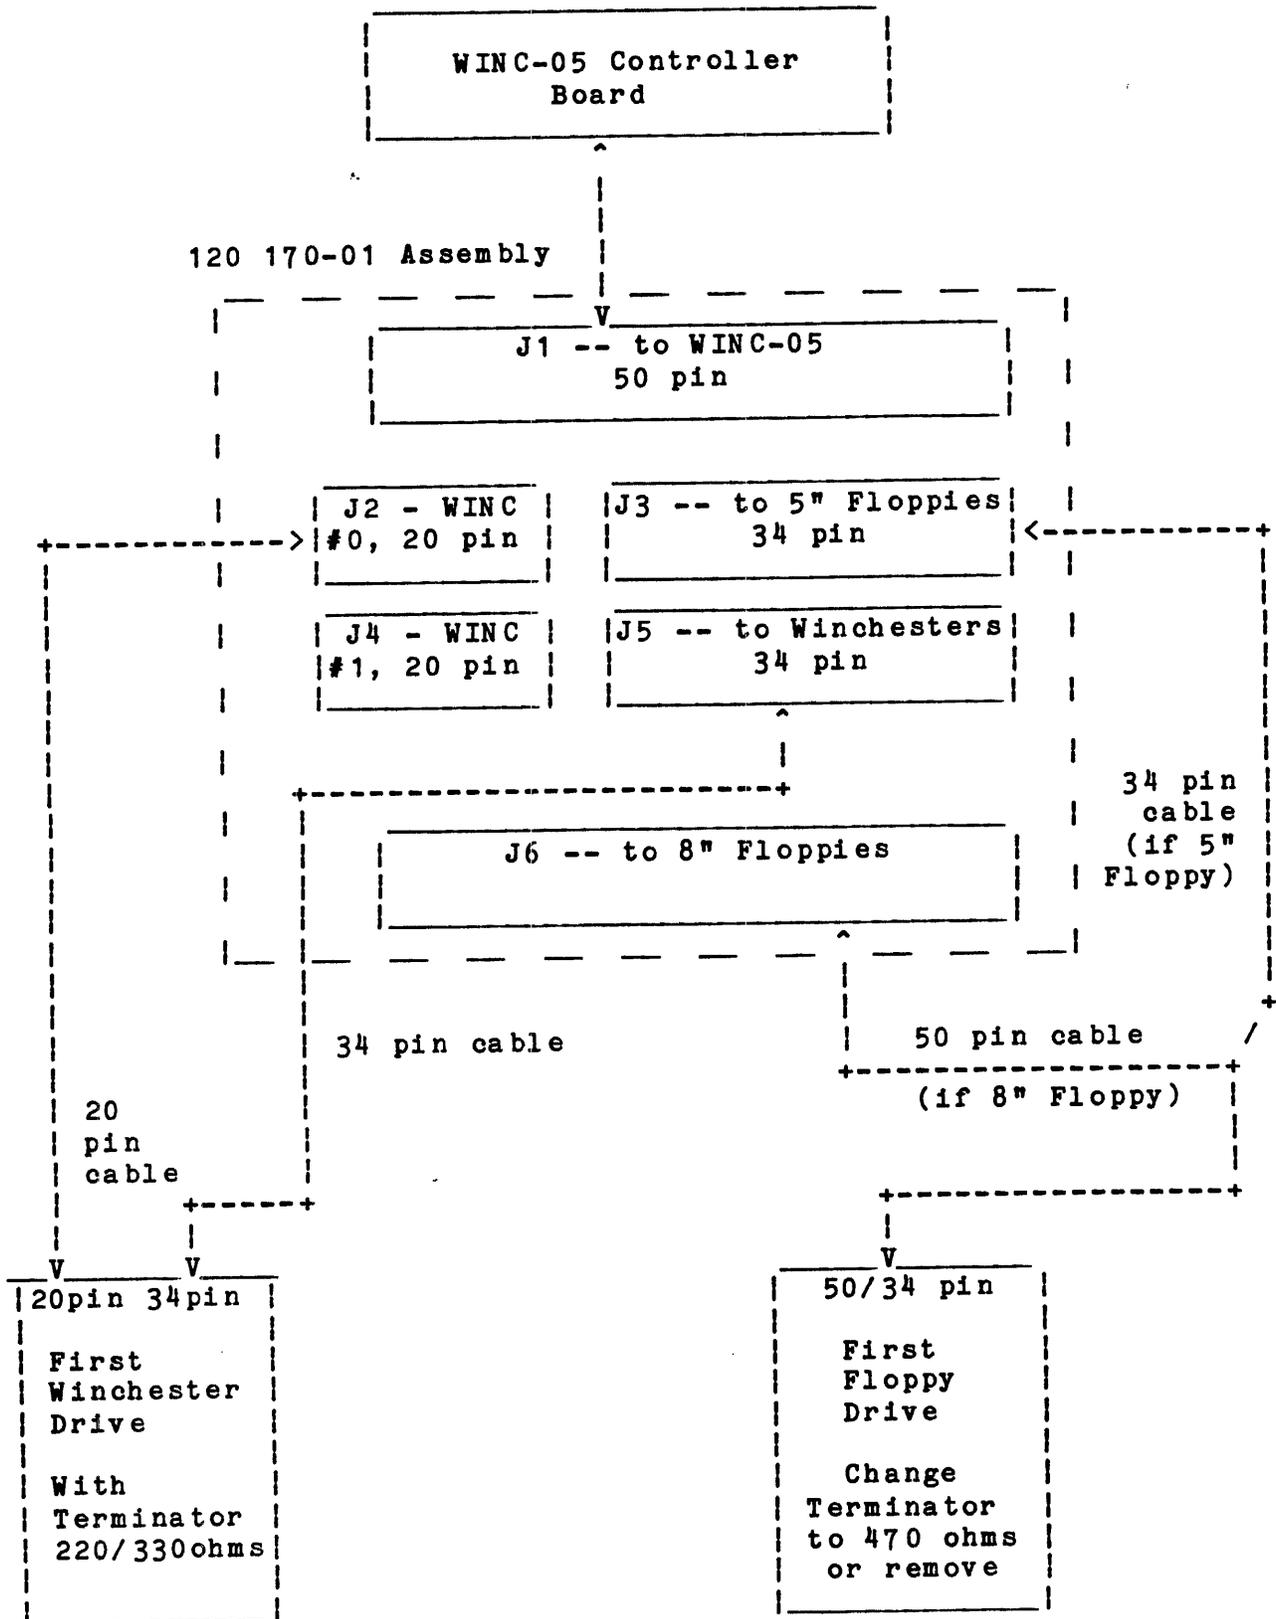 WINC-05 Controller
Board
120 170-01 Assembly
J1 -- to WINC-05
50 pin
J2 - WINC
#0, 20 pin
J3 -- to 5" Floppies
34 pin
J4 - WINC
#1, 20 pin
J5 -- to Winchesters
34 pin
34 pin
cable
(if 5"
Floppy)
J6 -- to 8" Floppies
34 pin cable
50 pin cable
(if 8" Floppy)
20
pin
cable
20pin 34pin
First
Winchester
Drive
With
Terminator
220/330ohms
50/34 pin
First
Floppy
Drive
Change
Terminator
to 470 ohms
or remove